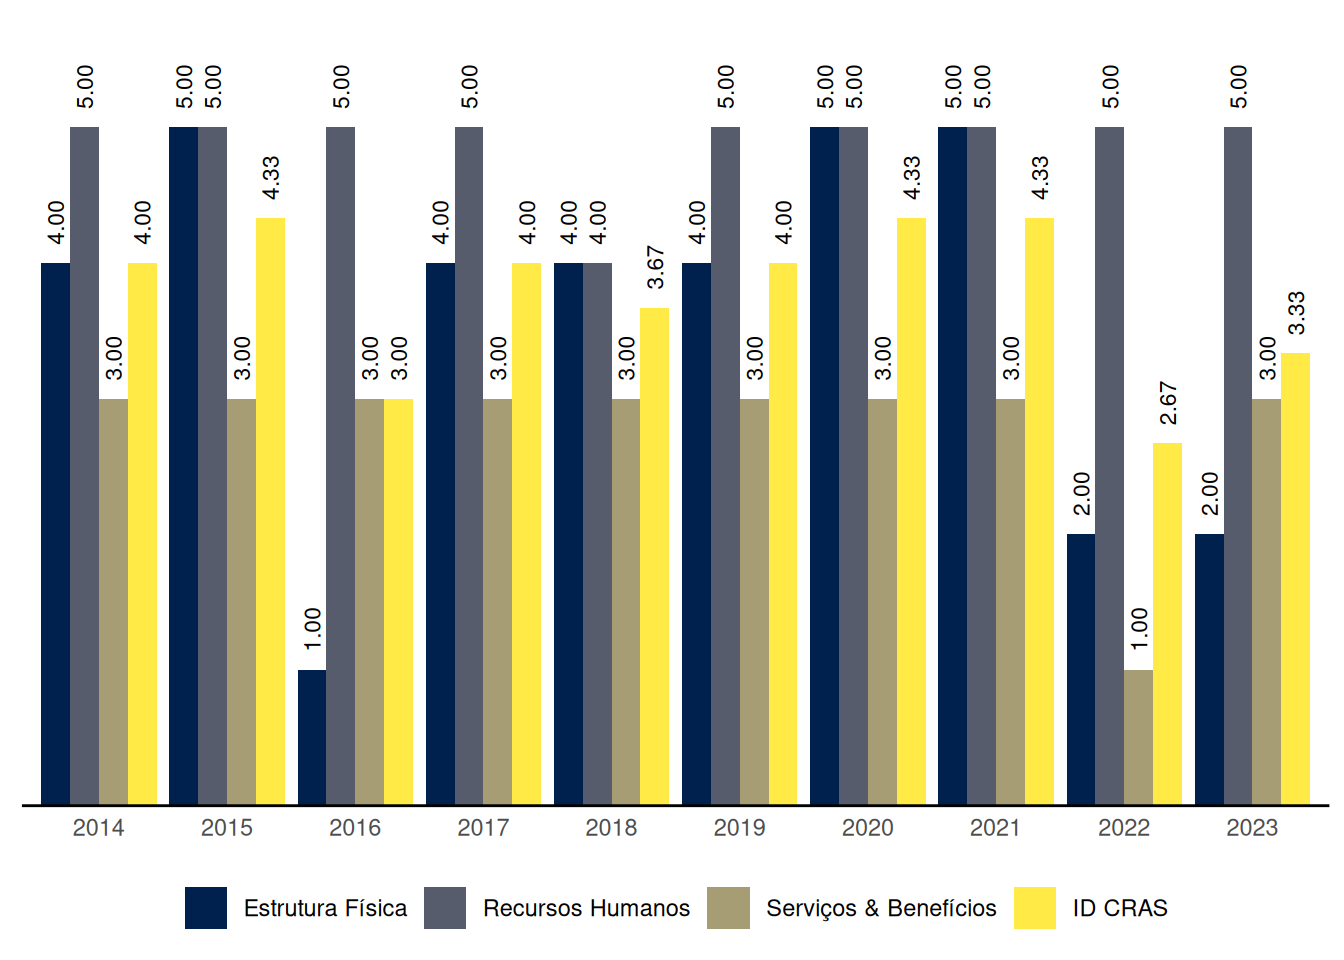 5.00 5.00 5.00 5.00 5.00 5.00 5.00 5.00 5.00 5.00 5.00 5.00
4.33 4.33 4.33
4.00 4.00 4.00 4.00 4.00 4.00 4.00 4.00
3.67
3.00 3.00 3.00 3.00 3.00 3.00 3.00 3.00 3.00 3.00 3.33
2.67
2.00 2.00
1.00 1.00
2014 2015 2016 2017 2018 2019 2020 2021 2022 2023
Estrutura Física Recursos Humanos Serviços & Benefícios ID CRAS